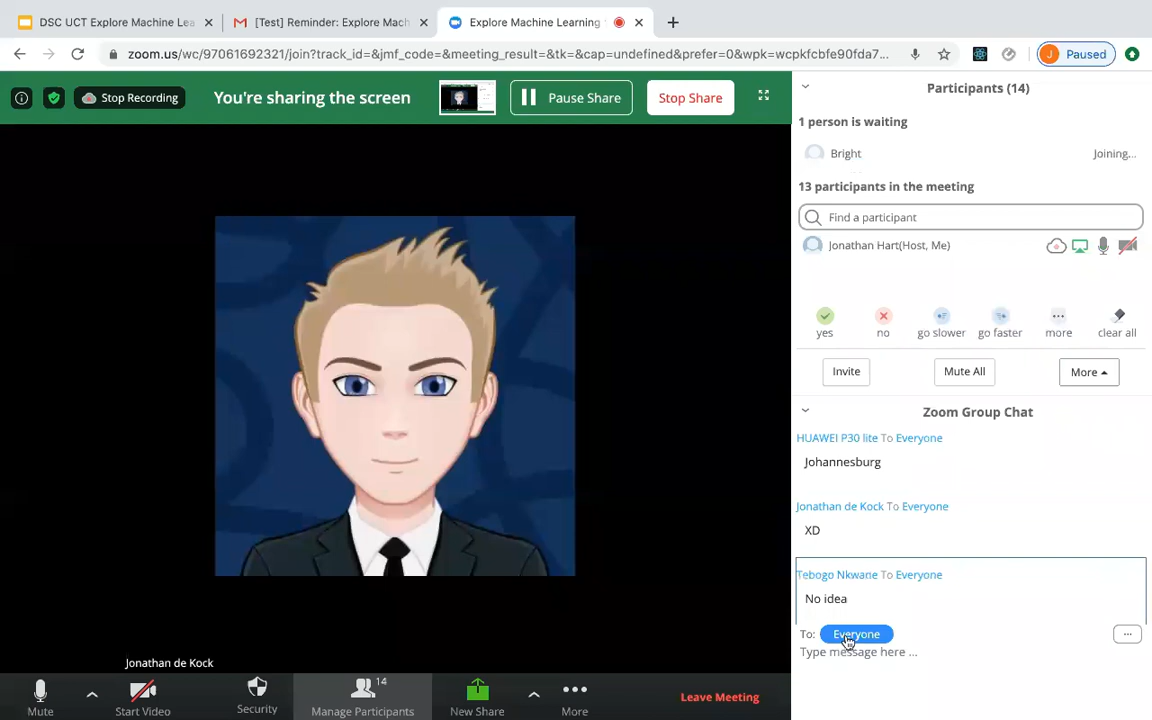 DSC UCT Explore Machine Lea
[Test] Reminder: Explore Mach
Explore Machine Learning
zoom.us/wc/97061692321/join?track_id=&jmf_code=&meeting_result=&tk=&cap=undefined&prefer=0&wpk=wcpkfcbfe90fda7...
J Paused
Stop Recording
You're sharing the screen
Pause Share
Stop Share
Participants (14)
1 person is waiting
Bright Joining...
13 participants in the meeting
Find a participant
Jonathan Hart(Host, Me)
yes no go slower go faster more clear all
Invite Mute All More
Zoom Group Chat
HUAWEI P30 lite To Everyone
Johannesburg
Jonathan de Kock To Everyone
XD
Tebogo Nkwane To Everyone
No idea
To: Everyone ...
Type message here ...
Jonathan de Kock
14
Mute Start Video Security Manage Participants New Share More Leave Meeting